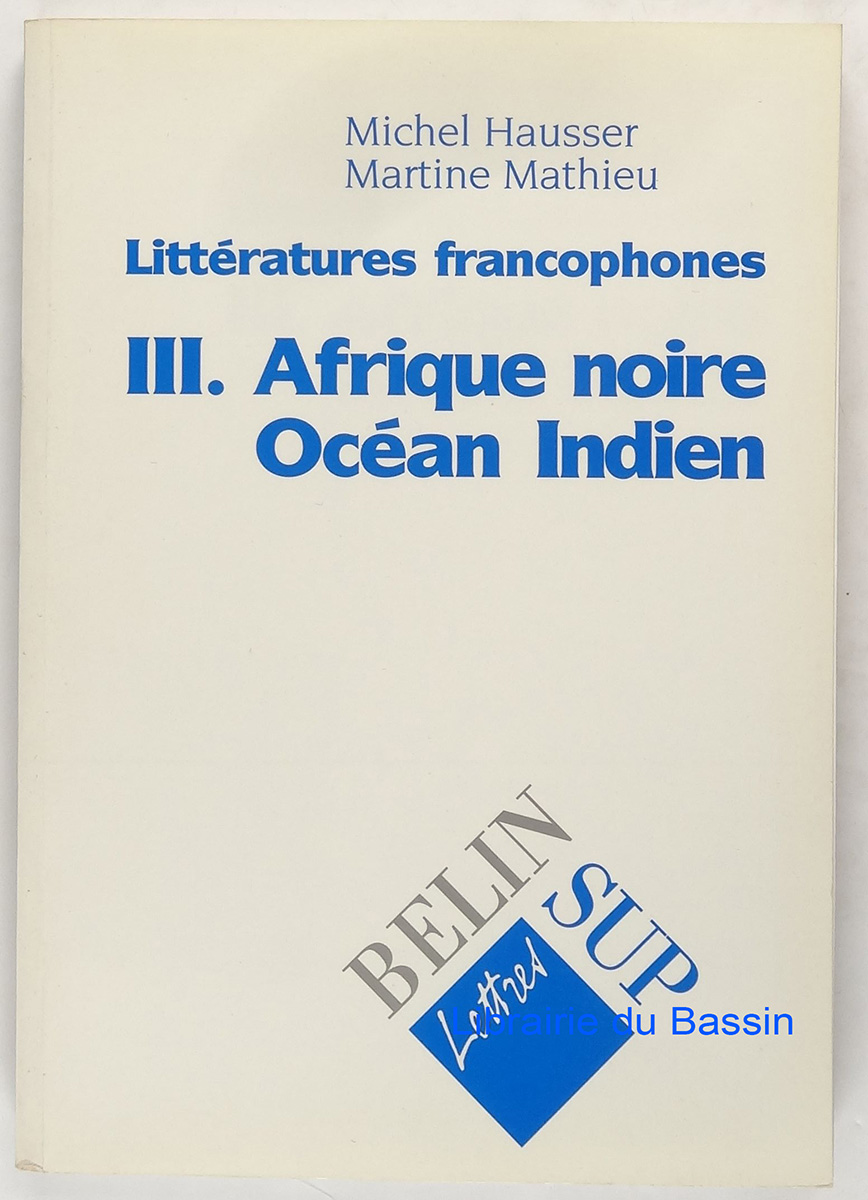 Michel Hausser
Martine Mathieu
Littératures francophones
III. Afrique noire
Océan Indien
BELIN
SUP
Lettres
Librairie du Bassin